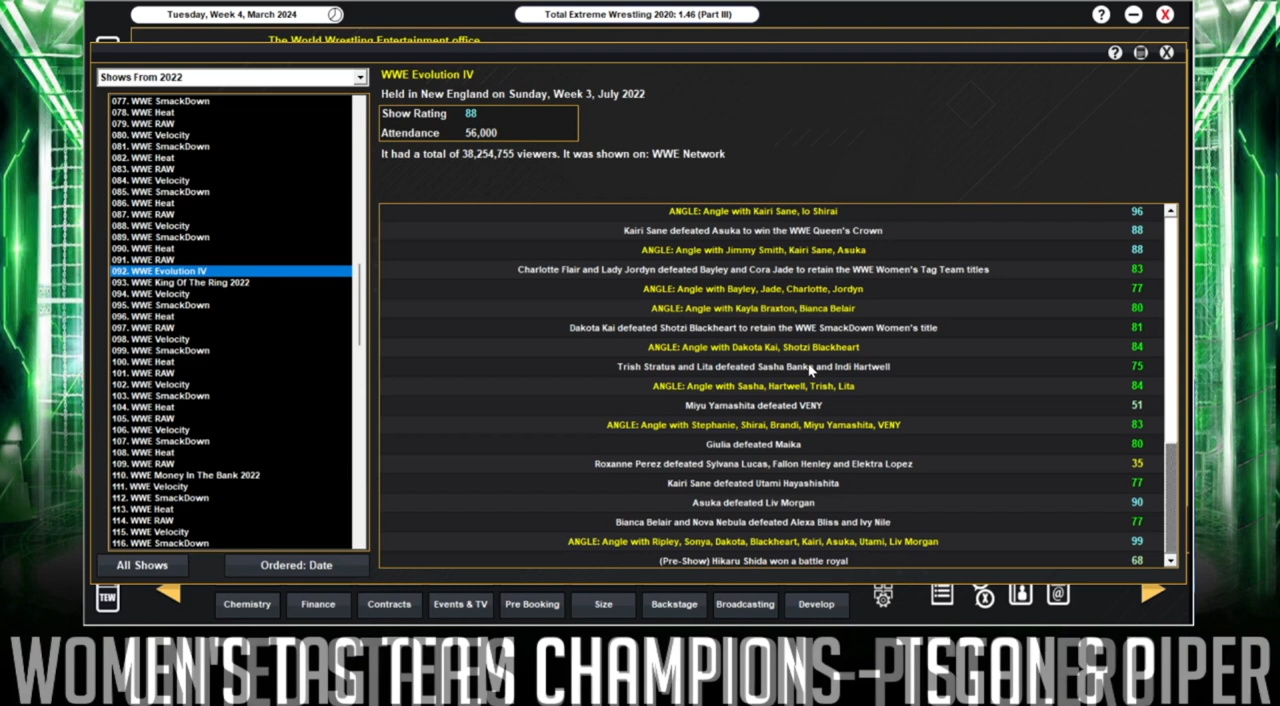 Tuesday, Week 4, March 2024
Total Extreme Wrestling 2020: 1.46 (Part III)
The World Wrestling Entertainment office
Shows From 2022
077. WWE SmackDown
078. WWE Heat
079. WWE RAW
080. WWE Velocity
081. WWE SmackDown
082. WWE Heat
083. WWE RAW
084. WWE Velocity
085. WWE SmackDown
086. WWE Heat
087. WWE RAW
088. WWE Velocity
089. WWE SmackDown
090. WWE Heat
091. WWE RAW
092. WWE Evolution IV
093. WWE King Of The Ring 2022
094. WWE Velocity
095. WWE SmackDown
096. WWE Heat
097. WWE RAW
098. WWE Velocity
099. WWE SmackDown
100. WWE Heat
101. WWE RAW
102. WWE Velocity
103. WWE SmackDown
104. WWE Heat
105. WWE RAW
106. WWE Velocity
107. WWE SmackDown
108. WWE Heat
109. WWE RAW
110. WWE Money In The Bank 2022
111. WWE Velocity
112. WWE SmackDown
113. WWE Heat
114. WWE RAW
115. WWE Velocity
116. WWE SmackDown
All Shows
Ordered: Date
WWE Evolution IV
Held in New England on Sunday, Week 3, July 2022
Show Rating 88
Attendance 56,000
It had a total of 38,254,755 viewers. It was shown on: WWE Network
ANGLE: Angle with Kairi Sane, Io Shirai 96
Kairi Sane defeated Asuka to win the WWE Queen's Crown 88
ANGLE: Angle with Jimmy Smith, Kairi Sane, Asuka 88
Charlotte Flair and Lady Jordyn defeated Bayley and Cora Jade to retain the WWE Women's Tag Team titles 83
ANGLE: Angle with Bayley, Jade, Charlotte, Jordyn 77
ANGLE: Angle with Kayla Braxton, Bianca Belair 80
Dakota Kai defeated Shotzi Blackheart to retain the WWE SmackDown Women's title 81
ANGLE: Angle with Dakota Kai, Shotzi Blackheart 84
Trish Stratus and Lita defeated Sasha Banks and Indi Hartwell 75
ANGLE: Angle with Sasha, Hartwell, Trish, Lita 84
Miyu Yamashita defeated VENY 51
ANGLE: Angle with Stephanie, Shirai, Brandi, Miyu Yamashita, VENY 83
Giulia defeated Maika 80
Roxanne Perez defeated Sylvana Lucas, Fallon Henley and Elektra Lopez 35
Kairi Sane defeated Utami Hayashishita 77
Asuka defeated Liv Morgan 90
Bianca Belair and Nova Nebula defeated Alexa Bliss and Ivy Nile 77
ANGLE: Angle with Ripley, Sonya, Dakota, Blackheart, Kairi, Asuka, Utami, Liv Morgan 99
(Pre-Show) Hikaru Shida won a battle royal 68
TEW
Chemistry
Finance
Contracts
Events & TV
Pre Booking
Size
Backstage
Broadcasting
Develop
WOMEN'S TAG TEAM CHAMPIONS--